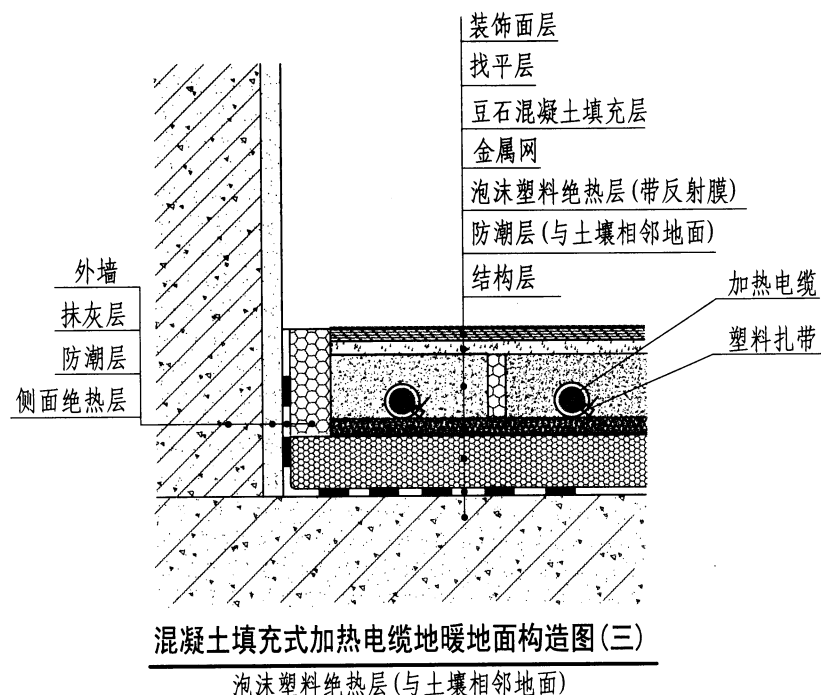 装饰面层
找平层
豆石混凝土填充层
金属网
泡沫塑料绝热层(带反射膜)
防潮层(与土壤相邻地面)
结构层
外墙
抹灰层
防潮层
侧面绝热层
加热电缆
塑料扎带
混凝土填充式加热电缆地暖地面构造图(三)
泡沫塑料绝热层(与土壤相邻地面)